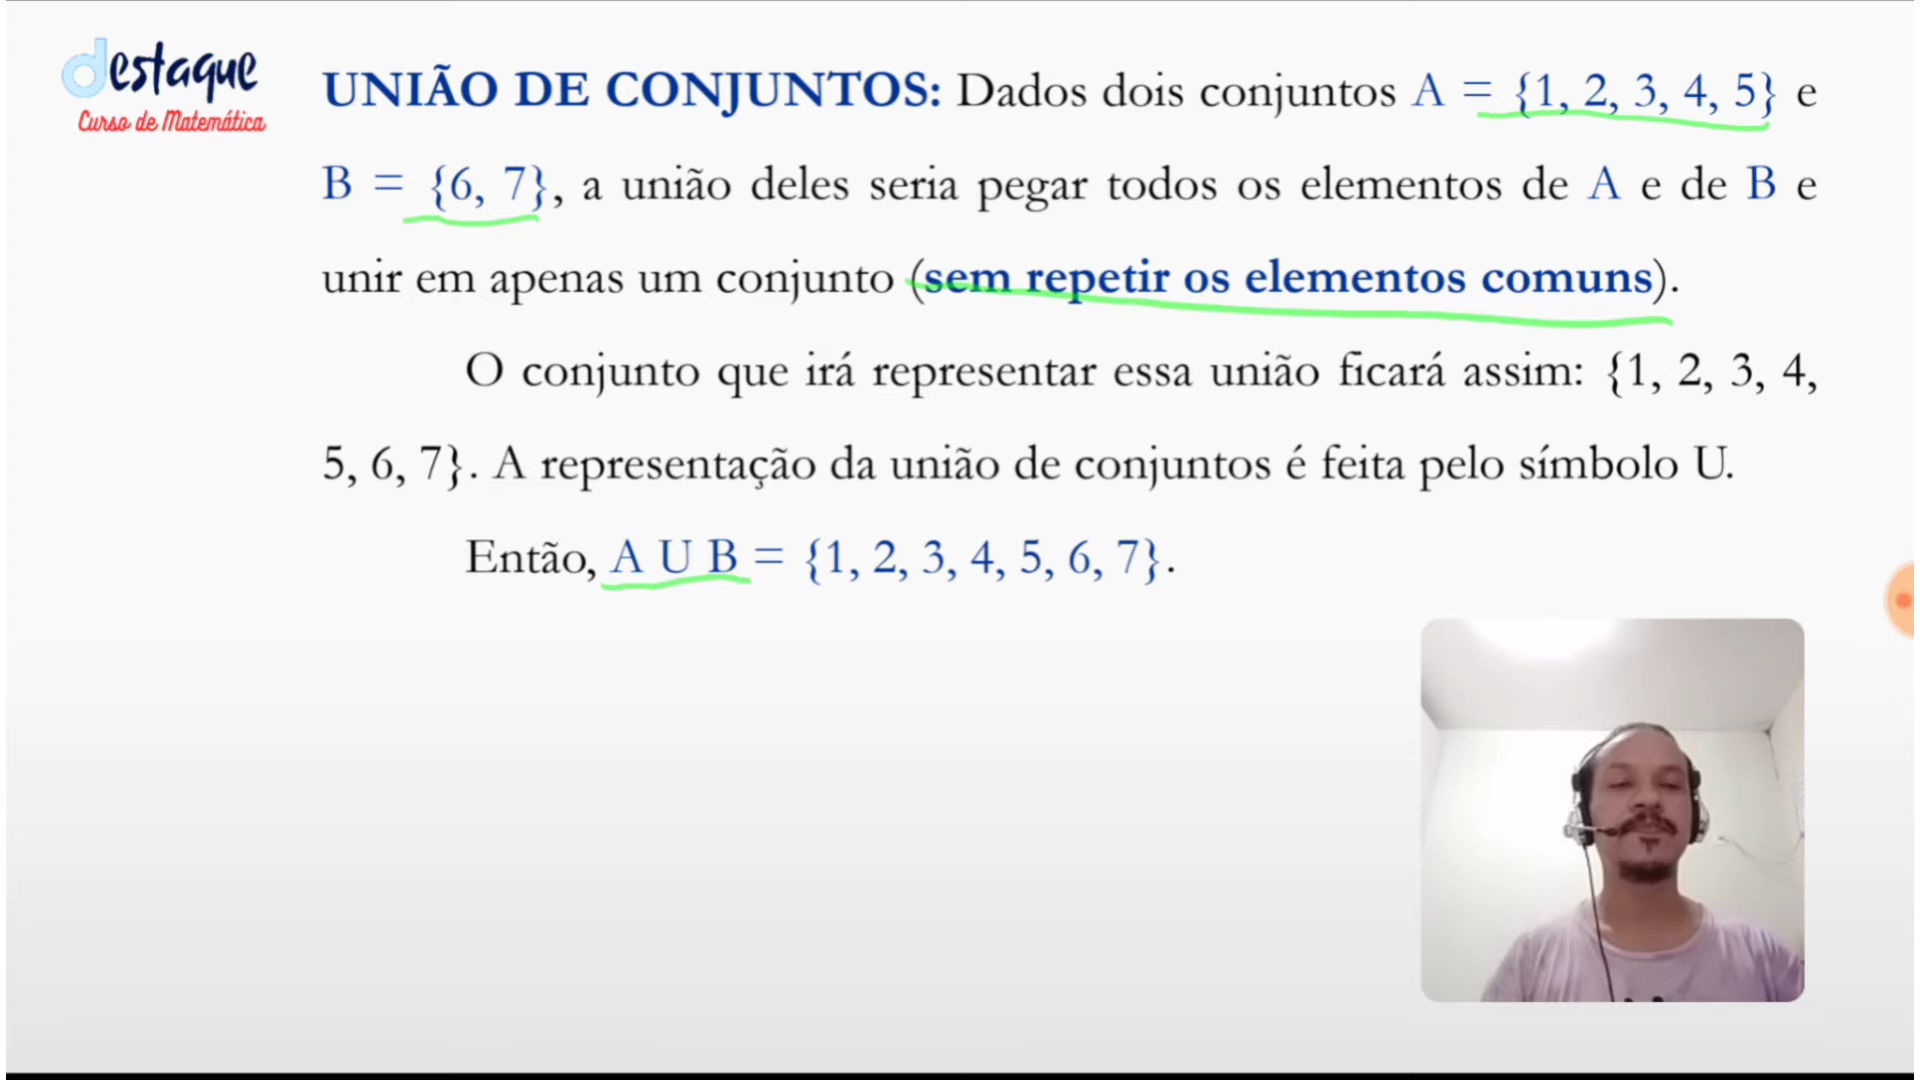 destaque
Curso de Matemática
UNIÃO DE CONJUNTOS: Dados dois conjuntos A = {1, 2, 3, 4, 5} e
B = {6, 7}, a união deles seria pegar todos os elementos de A e de B e
unir em apenas um conjunto (sem repetir os elementos comuns).
O conjunto que irá representar essa união ficará assim: {1, 2, 3, 4,
5, 6, 7}. A representação da união de conjuntos é feita pelo símbolo U.
Então, A U B = {1, 2, 3, 4, 5, 6, 7}.